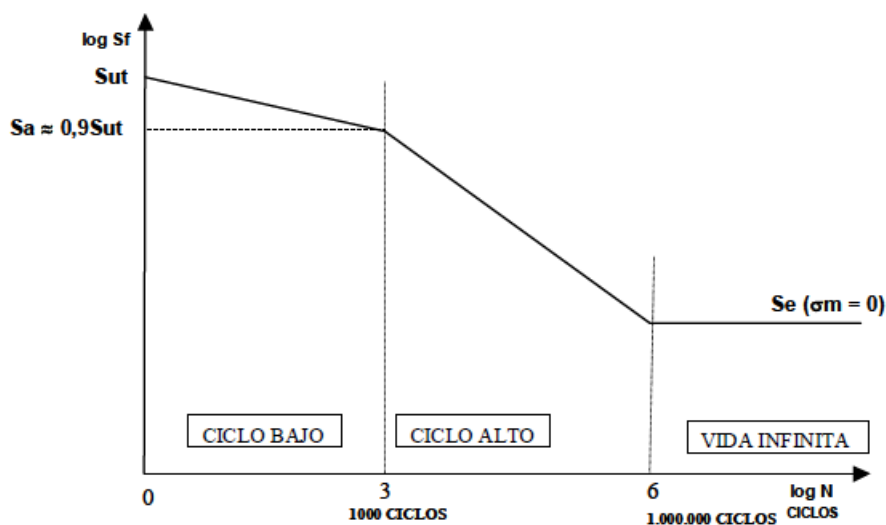 log Sf
Sut
Sa ≈ 0,9Sut
Se (σm = 0)
CICLO BAJO
CICLO ALTO
VIDA INFINITA
0
3
6
log N
1000 CICLOS
1.000.000 CICLOS
CICLOS